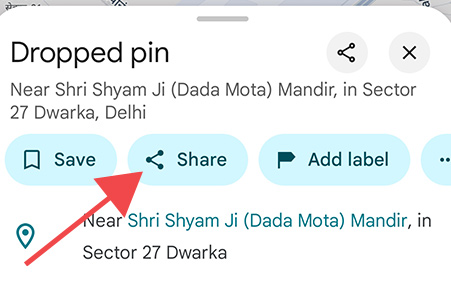 Dropped pin
Near Shri Shyam Ji (Dada Mota) Mandir, in Sector
27 Dwarka, Delhi
Save
Share
Add label
Near Shri Shyam Ji (Dada Mota) Mandir, in
Sector 27 Dwarka